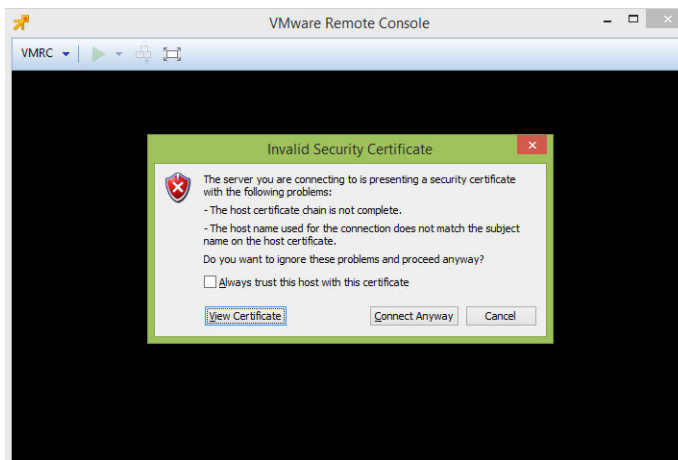 VMware Remote Console
VMRC
Invalid Security Certificate
The server you are connecting to is presenting a security certificate
with the following problems:
- The host certificate chain is not complete.
- The host name used for the connection does not match the subject
name on the host certificate.
Do you want to ignore these problems and proceed anyway?
Always trust this host with this certificate
View Certificate
Connect Anyway
Cancel